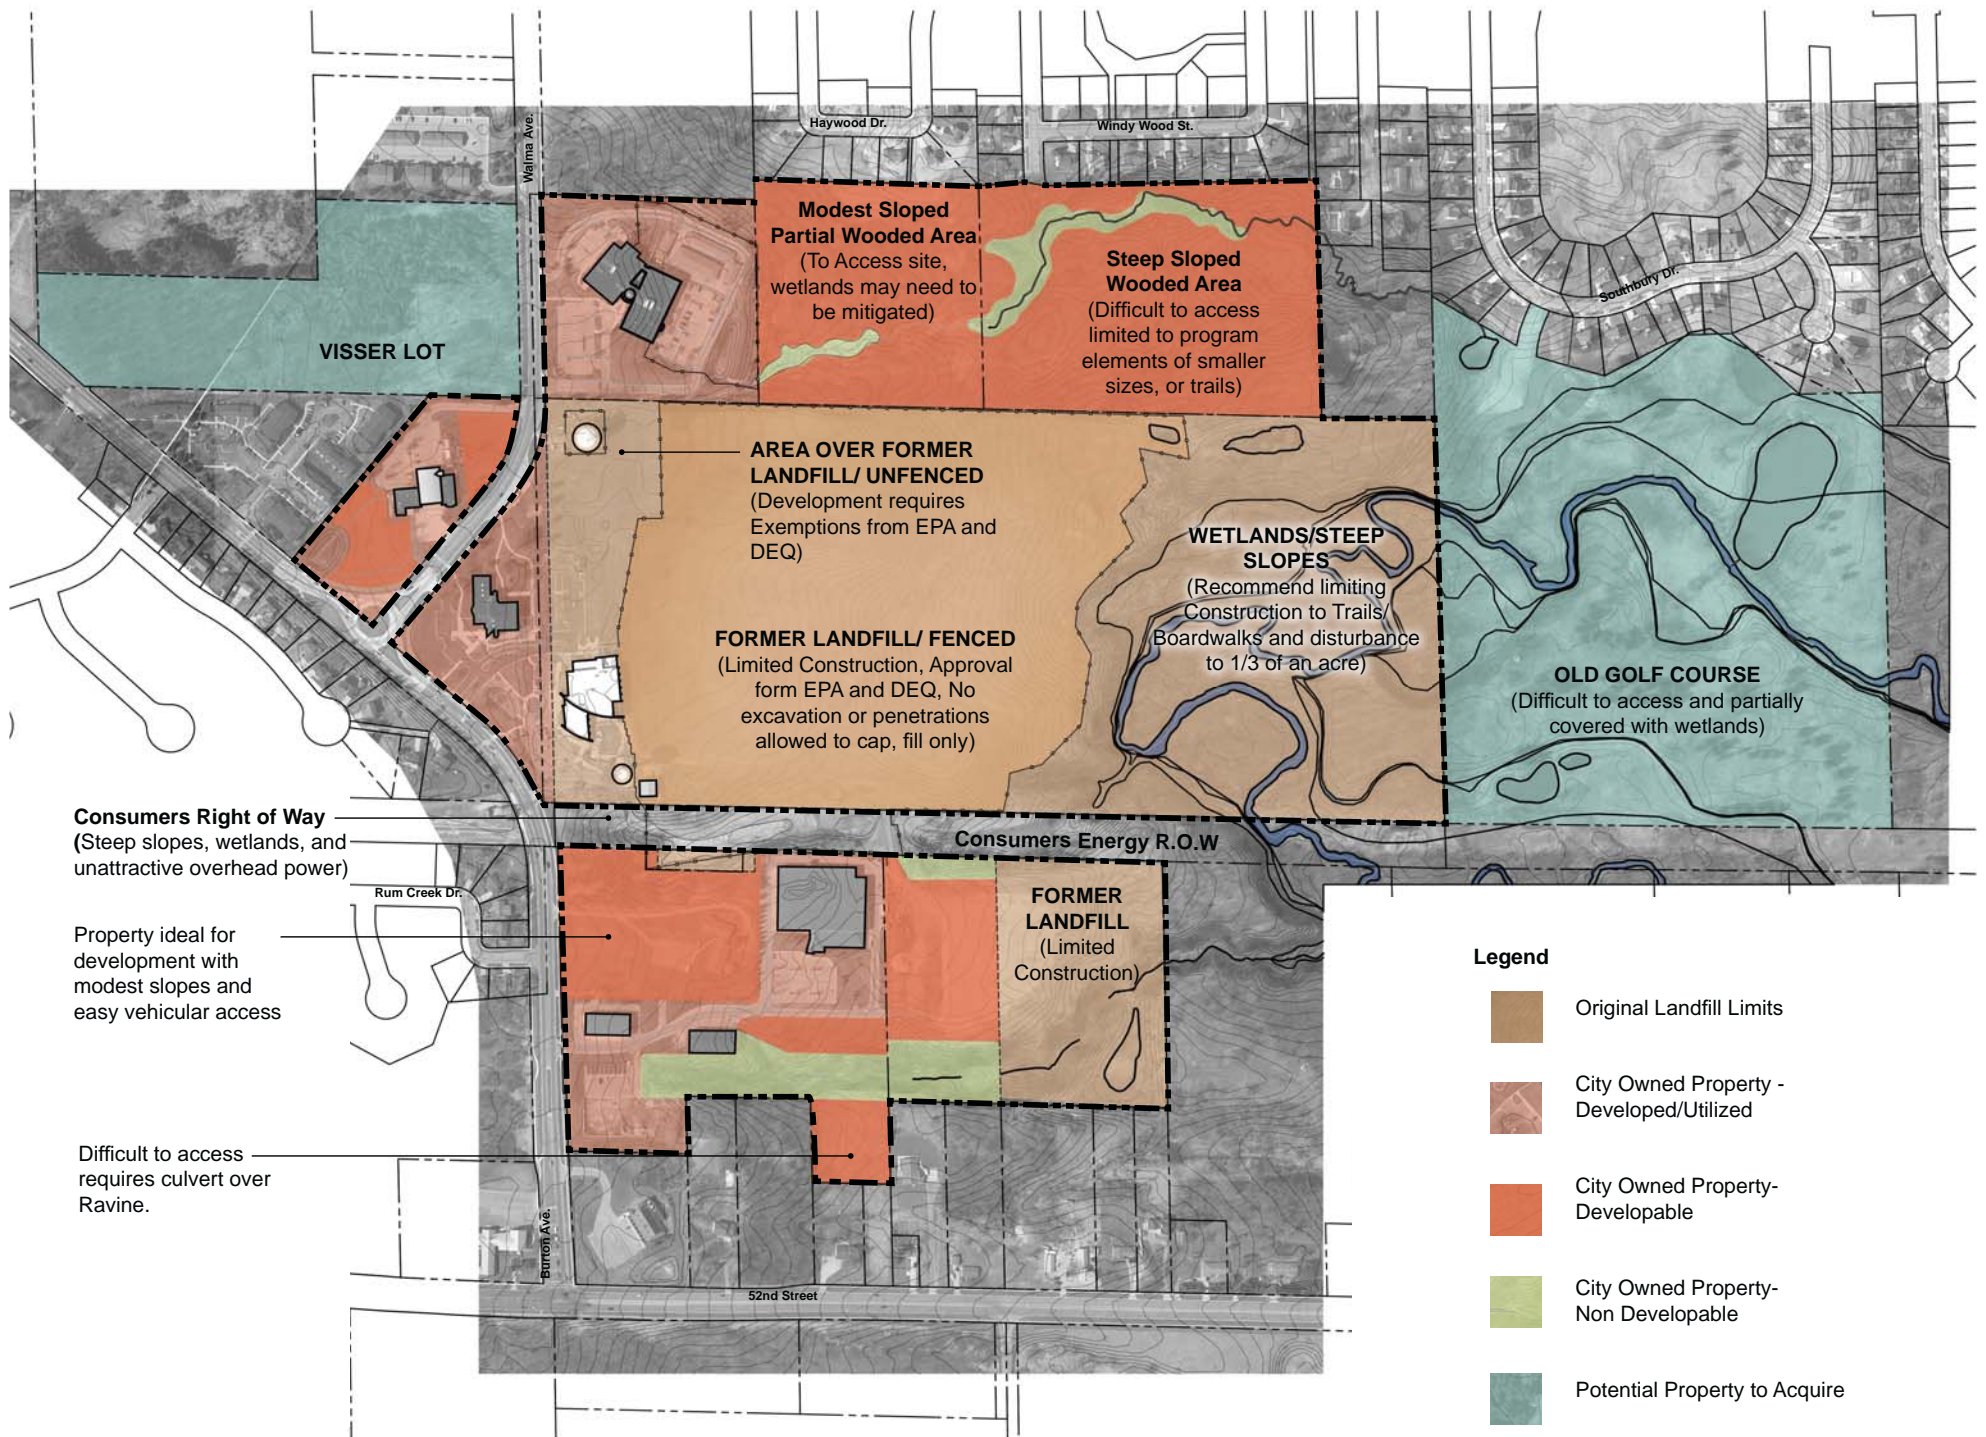 Walma Ave.
Haywood Dr.
Windy Wood St.
Southbury Dr.
Modest Sloped
Partial Wooded Area
(To Access site,
wetlands may need to
be mitigated)
Steep Sloped
Wooded Area
(Difficult to access
limited to program
elements of smaller
sizes, or trails)
VISSER LOT
AREA OVER FORMER
LANDFILL/ UNFENCED
(Development requires
Exemptions from EPA and
DEQ)
WETLANDS/STEEP
SLOPES
(Recommend limiting
Construction to Trails/
Boardwalks and disturbance
to 1/3 of an acre)
FORMER LANDFILL/ FENCED
(Limited Construction, Approval
form EPA and DEQ, No
excavation or penetrations
allowed to cap, fill only)
OLD GOLF COURSE
(Difficult to access and partially
covered with wetlands)
Consumers Right of Way
(Steep slopes, wetlands, and
unattractive overhead power)
Consumers Energy R.O.W
Rum Creek Dr.
FORMER
LANDFILL
(Limited
Construction)
Property ideal for
development with
modest slopes and
easy vehicular access
Difficult to access
requires culvert over
Ravine.
Burton Ave.
52nd Street
Legend
Original Landfill Limits
City Owned Property -
Developed/Utilized
City Owned Property-
Developable
City Owned Property-
Non Developable
Potential Property to Acquire